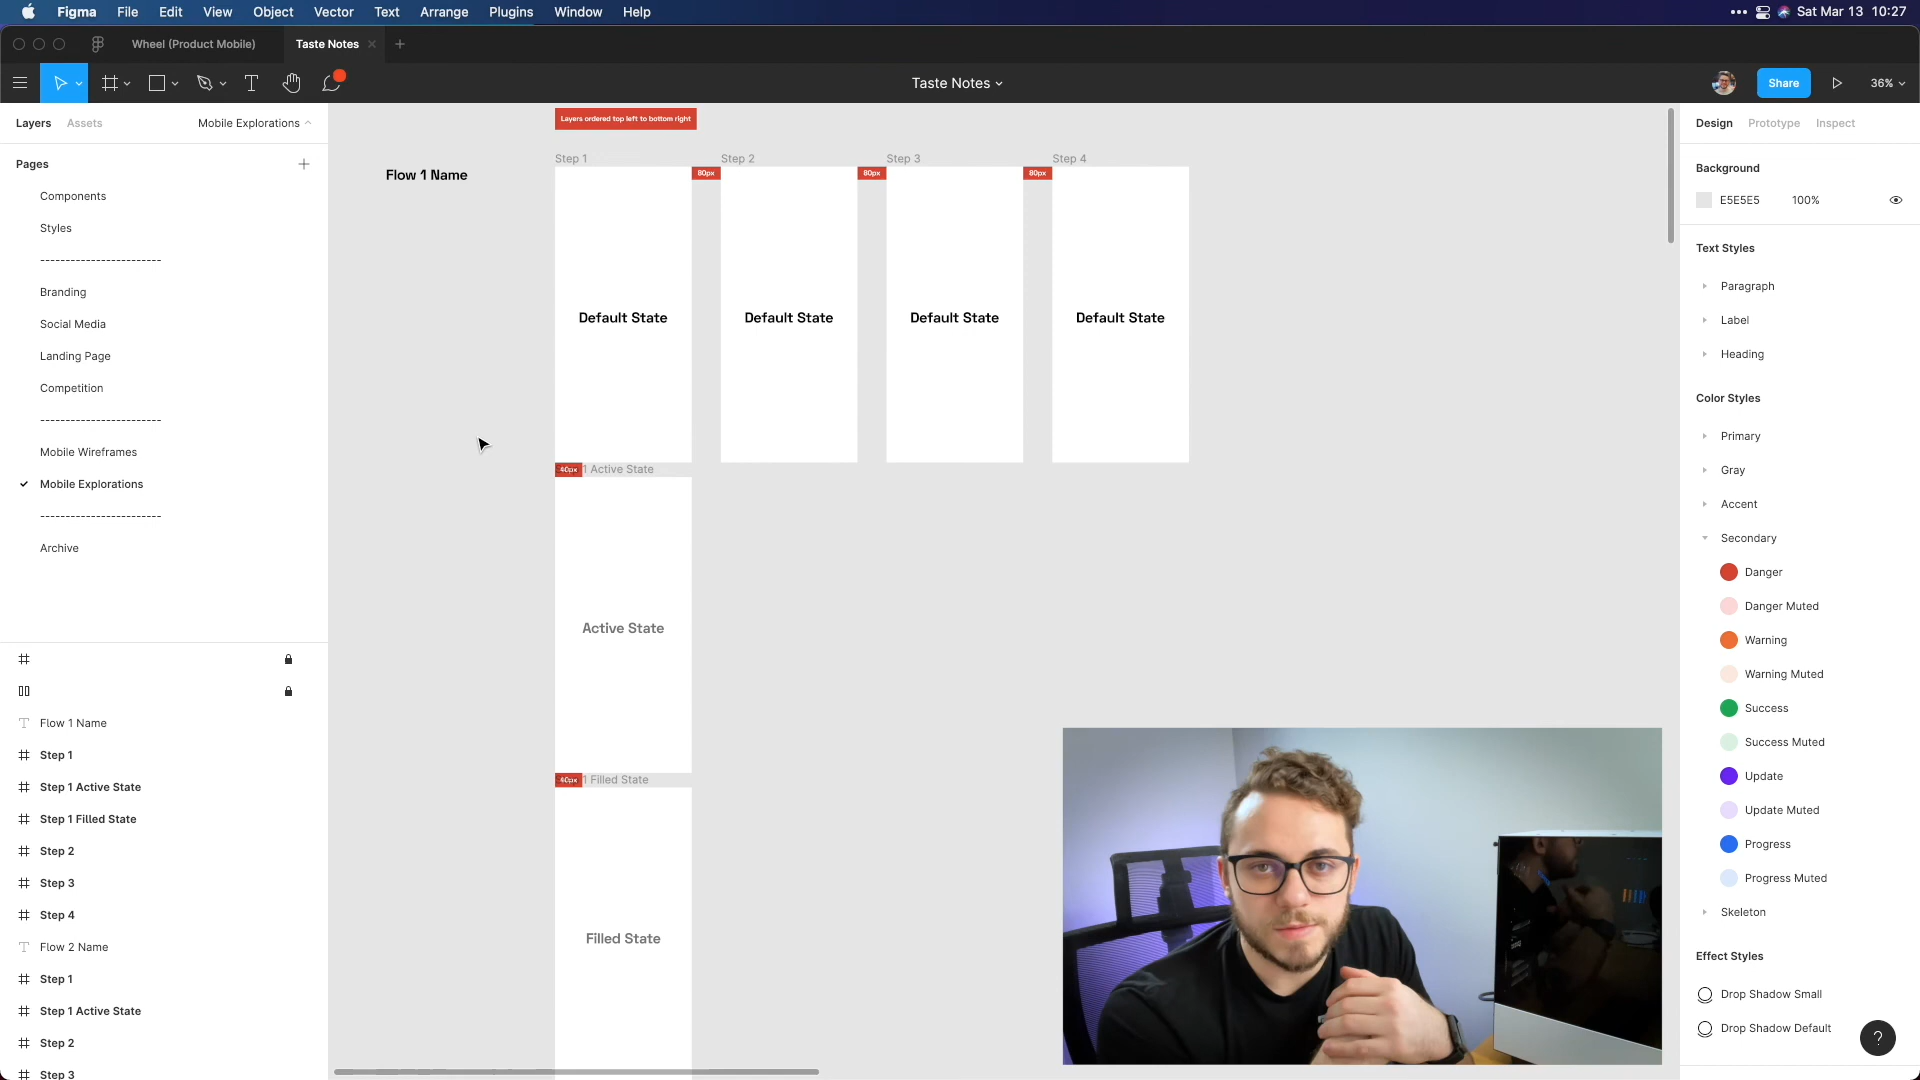 Figma File Edit View Object Vector Text Arrange Plugins Window Help
Sat Mar 13 10:27
Wheel (Product Mobile)
Taste Notes
Taste Notes
Share
36%
Layers Assets Mobile Explorations
Pages
Components
Styles
------------------------
Branding
Social Media
Landing Page
Competition
------------------------
Mobile Wireframes
Mobile Explorations
------------------------
Archive
Flow 1 Name
Step 1
Step 1 Active State
Step 1 Filled State
Step 2
Step 3
Step 4
Flow 2 Name
Step 1
Step 1 Active State
Step 2
Step 3
Layers ordered top left to bottom right
Flow 1 Name
Step 1
80px
Step 2
80px
Step 3
80px
Step 4
Default State
Default State
Default State
Default State
40px 1 Active State
Active State
40px 1 Filled State
Filled State
Design Prototype Inspect
Background
E5E5E5 100%
Text Styles
Paragraph
Label
Heading
Color Styles
Primary
Gray
Accent
Secondary
Danger
Danger Muted
Warning
Warning Muted
Success
Success Muted
Update
Update Muted
Progress
Progress Muted
Skeleton
Effect Styles
Drop Shadow Small
Drop Shadow Default
?